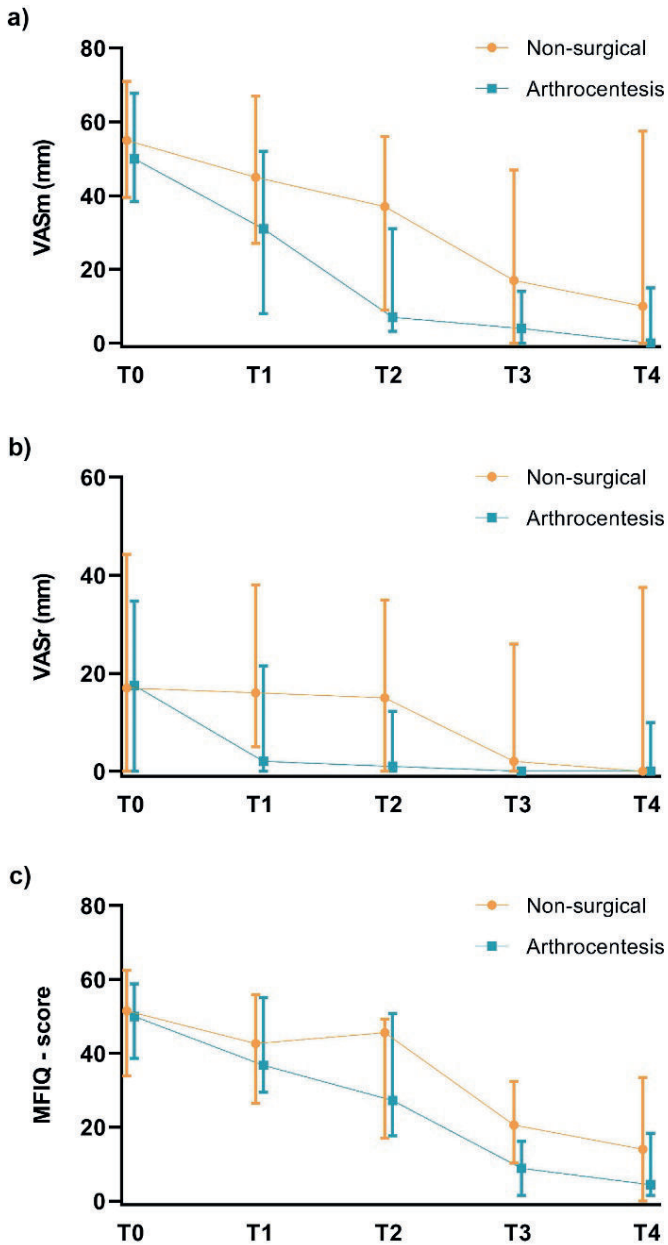 a)
80
Non-surgical
Arthrocentesis
60
40
20
0
VASm (mm)
T0 T1 T2 T3 T4
b)
60
Non-surgical
Arthrocentesis
40
20
0
VASr (mm)
T0 T1 T2 T3 T4
c)
80
Non-surgical
Arthrocentesis
60
40
20
0
MFIQ - score
T0 T1 T2 T3 T4